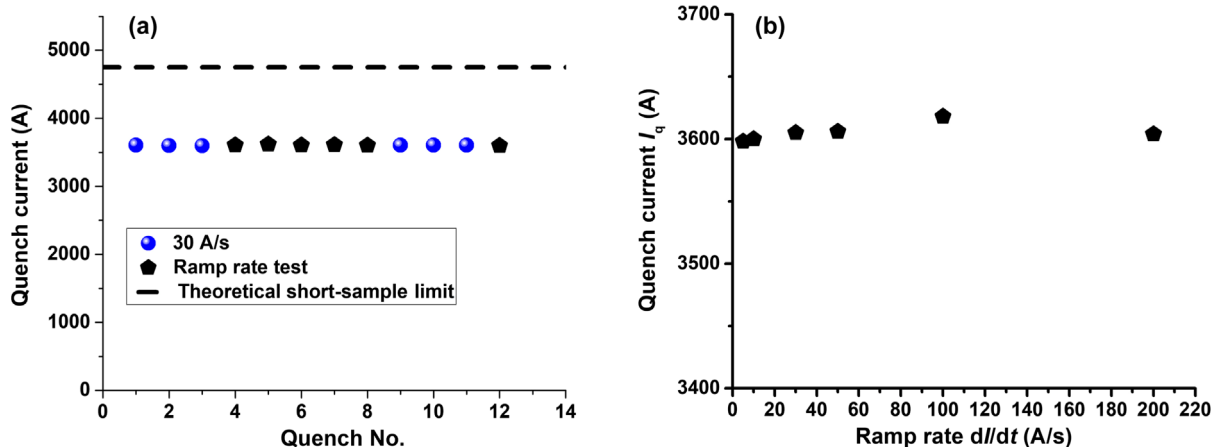 (a)
Quench current (A)
5000
4000
3000
2000
1000
0
30 A/s
Ramp rate test
Theoretical short-sample limit
0 2 4 6 8 10 12 14
Quench No.
(b)
Quench current Iq (A)
3700
3600
3500
3400
0 20 40 60 80 100 120 140 160 180 200 220
Ramp rate dI/dt (A/s)